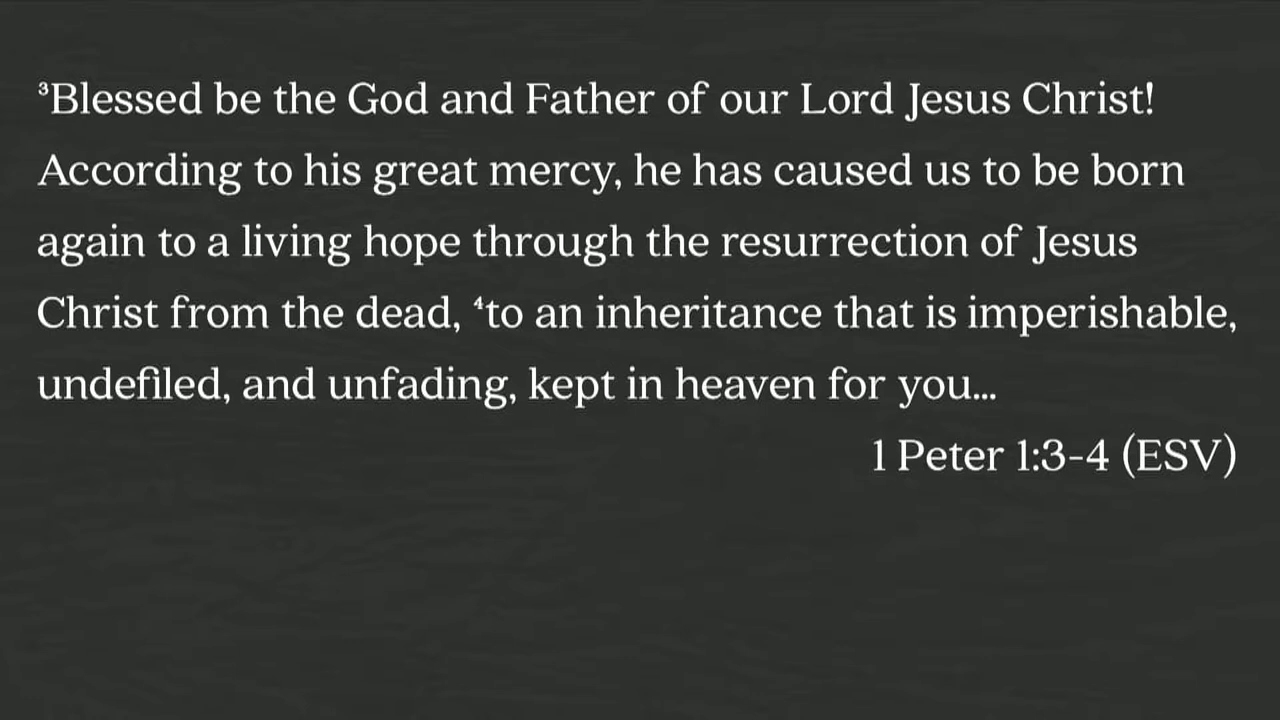 ³Blessed be the God and Father of our Lord Jesus Christ!
According to his great mercy, he has caused us to be born
again to a living hope through the resurrection of Jesus
Christ from the dead, ⁴to an inheritance that is imperishable,
undefiled, and unfading, kept in heaven for you...
1 Peter 1:3-4 (ESV)